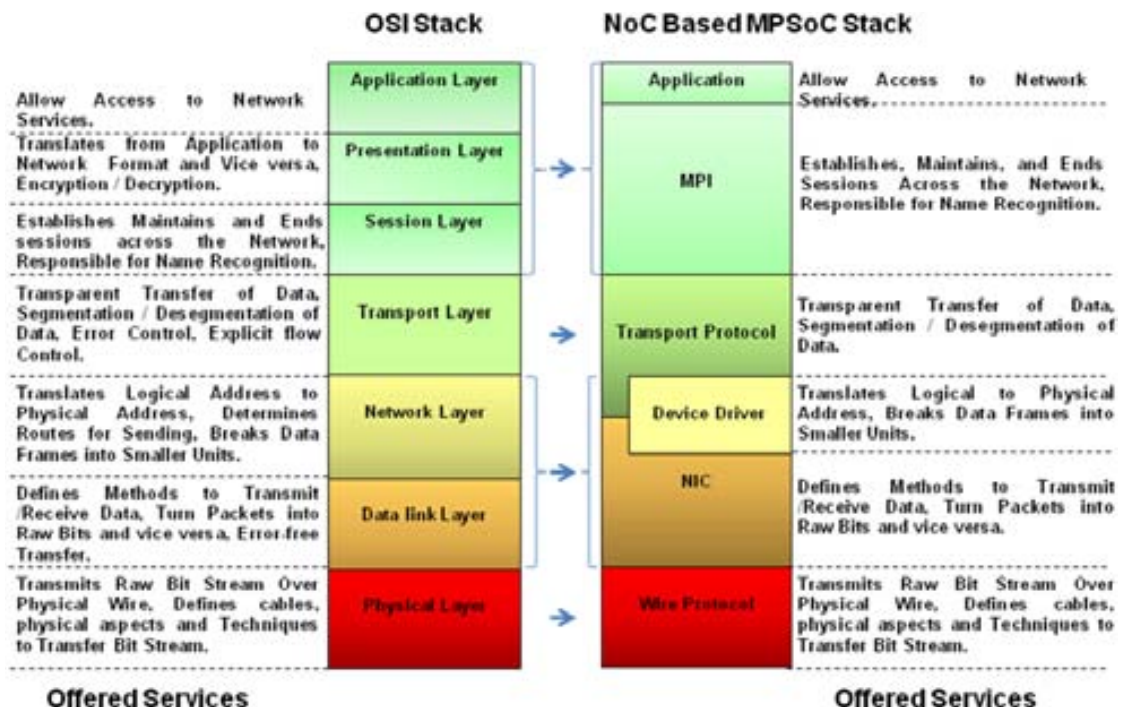 OSI Stack
NoC Based MPSoC Stack
Application Layer
Allow Access to Network
Services.
Translates from Application to
Network Format and Vice versa,
Encryption / Decryption.
Presentation Layer
Establishes Maintains and Ends
sessions across the Network,
Responsible for Name Recognition.
Session Layer
Transparent Transfer of Data,
Segmentation / Desegmentation of
Data, Error Control, Explicit flow
Control.
Transport Layer
Translates Logical Address to
Physical Address, Determines
Routes for Sending, Breaks Data
Frames into Smaller Units.
Network Layer
Defines Methods to Transmit
/Receive Data, Turn Packets into
Raw Bits and vice versa, Error-free
Transfer.
Data link Layer
Transmits Raw Bit Stream Over
Physical Wire, Defines cables,
physical aspects and Techniques
to Transfer Bit Stream.
Physical Layer
Offered Services
Application
Allow Access to Network
Services.
MPI
Establishes, Maintains, and Ends
Sessions Across the Network,
Responsible for Name Recognition.
Transport Protocol
Transparent Transfer of Data,
Segmentation / Desegmentation of
Data.
Device Driver
Translates Logical to Physical
Address, Breaks Data Frames into
Smaller Units.
NIC
Defines Methods to Transmit
/Receive Data, Turn Packets into
Raw Bits and vice versa.
Wire Protocol
Transmits Raw Bit Stream Over
Physical Wire, Defines cables,
physical aspects and Techniques to
Transfer Bit Stream.
Offered Services